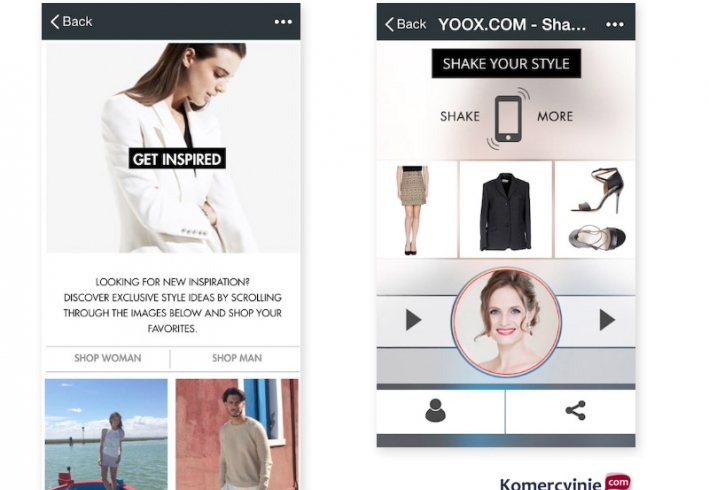 Back
GET INSPIRED
LOOKING FOR NEW INSPIRATION?
DISCOVER EXCLUSIVE STYLE IDEAS BY SCROLLING
THROUGH THE IMAGES BELOW AND SHOP YOUR
FAVORITES.
SHOP WOMAN
SHOP MAN
Back YOOX.COM - Sha...
SHAKE YOUR STYLE
SHAKE MORE
Komercyjnie com